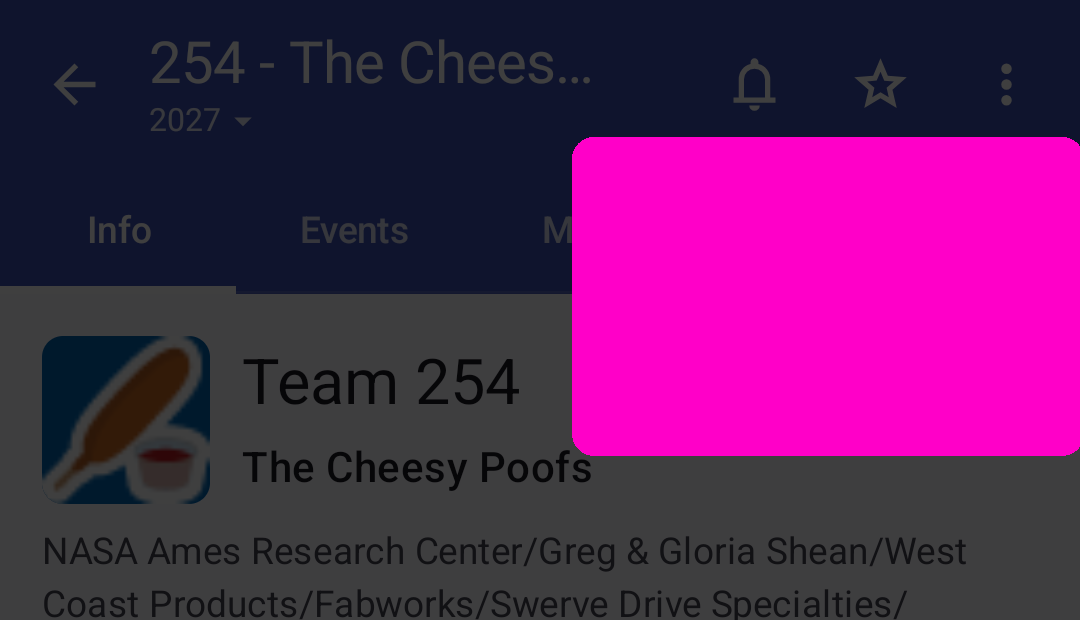 254 - The Chees…
2027
Info Events
Team 254
The Cheesy Poofs
NASA Ames Research Center/Greg & Gloria Shean/West
Coast Products/Fabworks/Swerve Drive Specialties/